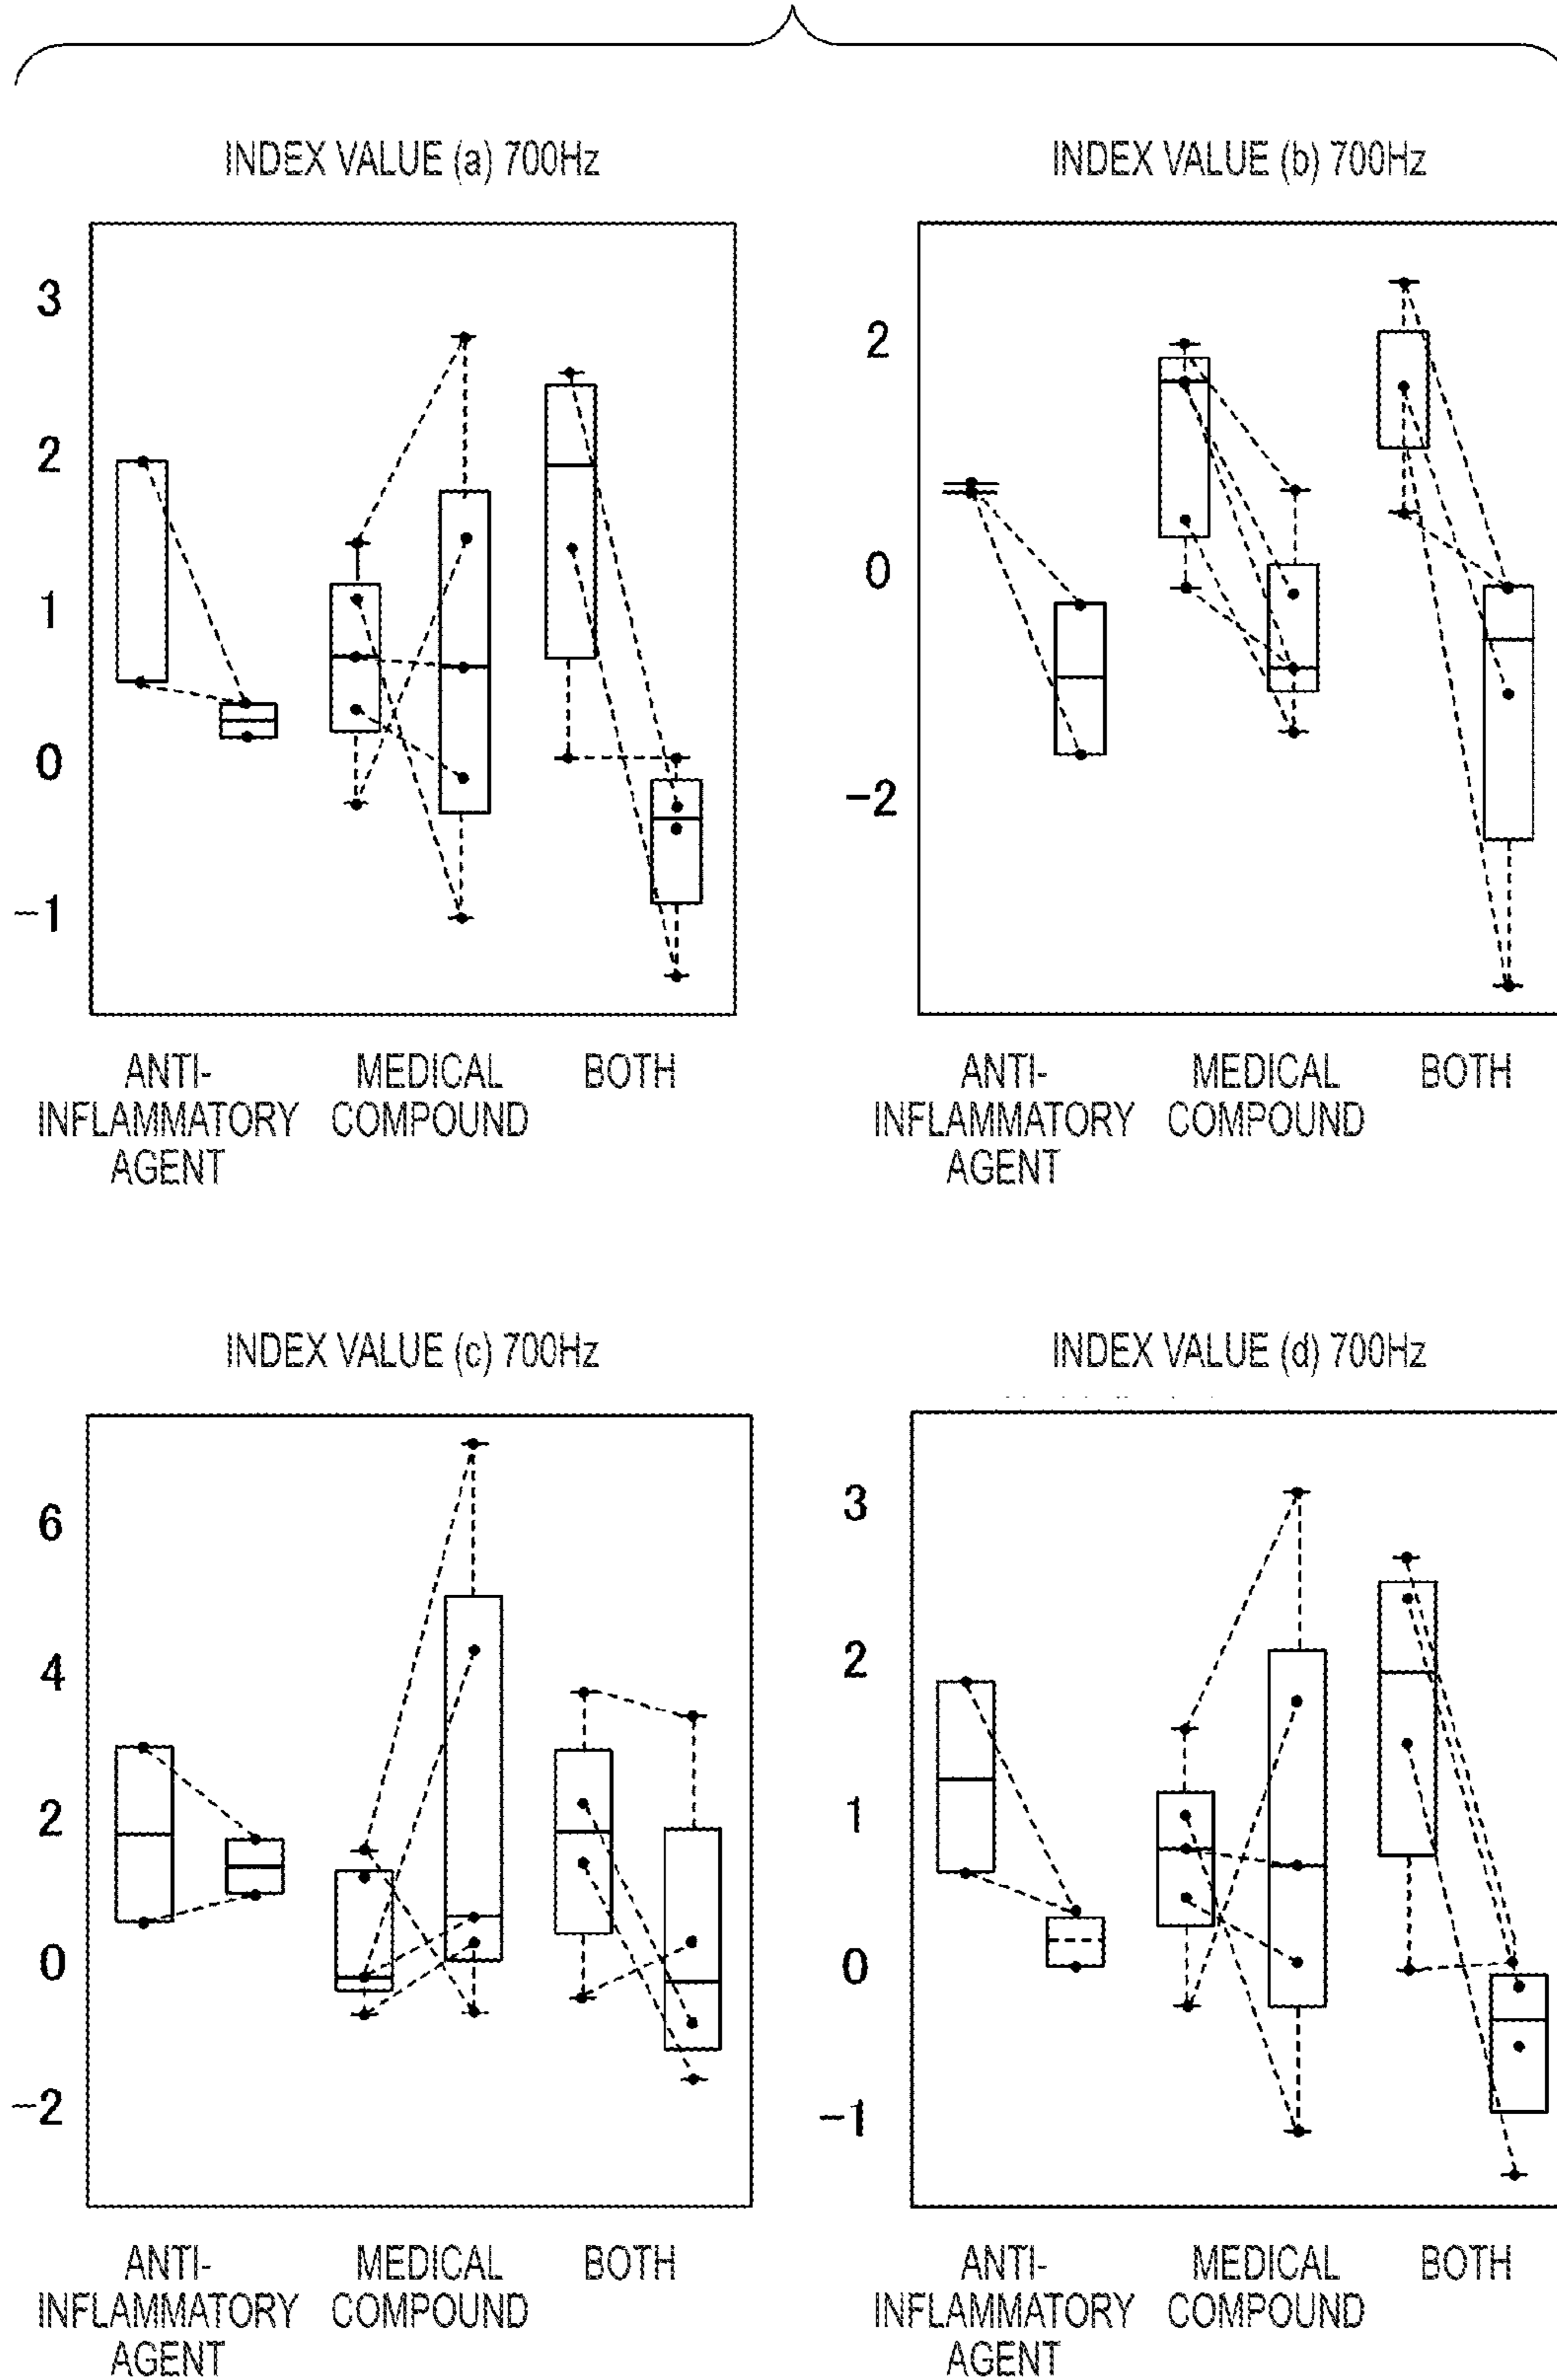 INDEX VALUE (a) 700Hz
3
2
1
0
-1
ANTI-
INFLAMMATORY
AGENT
MEDICAL
COMPOUND
BOTH
INDEX VALUE (b) 700Hz
2
0
-2
ANTI-
INFLAMMATORY
AGENT
MEDICAL
COMPOUND
BOTH
INDEX VALUE (c) 700Hz
6
4
2
0
-2
ANTI-
INFLAMMATORY
AGENT
MEDICAL
COMPOUND
BOTH
INDEX VALUE (d) 700Hz
3
2
1
0
-1
ANTI-
INFLAMMATORY
AGENT
MEDICAL
COMPOUND
BOTH